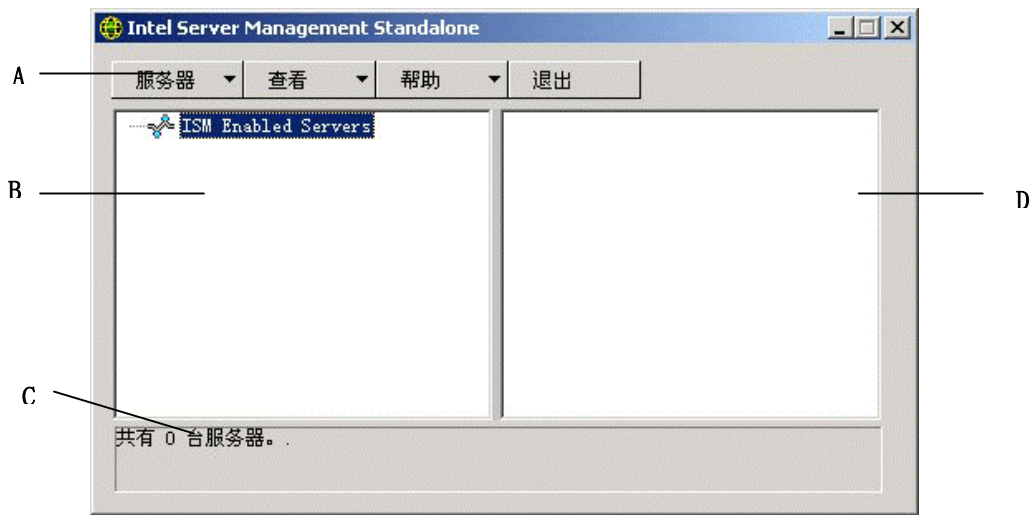 Intel Server Management Standalone
A
服务器 查看 帮助 退出
ISM Enabled Servers
B
D
C
共有 0 台服务器。.